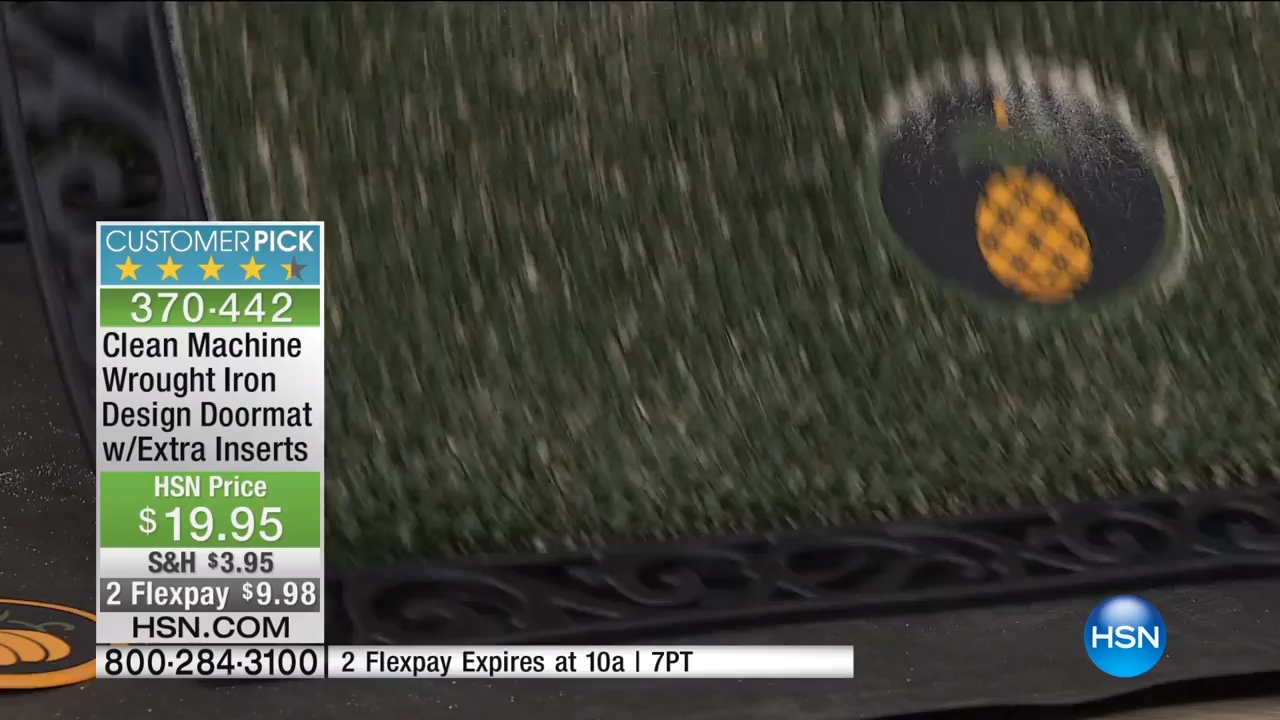 CUSTOMERPICK
370·442
Clean Machine
Wrought Iron
Design Doormat
w/Extra Inserts
HSN Price
$19.95
S&H $3.95
2 Flexpay $9.98
HSN.COM
800·284·3100
2 Flexpay Expires at 10a | 7PT
HSN